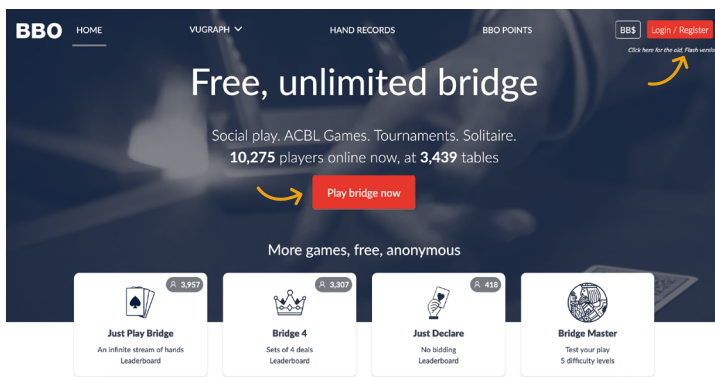 BBO HOME VUGRAPH HAND RECORDS BBO POINTS BB$ Login / Register
Click here for the old, Flash version
Free, unlimited bridge
Social play. ACBL Games. Tournaments. Solitaire.
10,275 players online now, at 3,439 tables
Play bridge now
More games, free, anonymous
3,957
Just Play Bridge
An infinite stream of hands
Leaderboard
3,307
Bridge 4
Sets of 4 deals
Leaderboard
418
Just Declare
No bidding
Leaderboard
Bridge Master
Test your play
5 difficulty levels